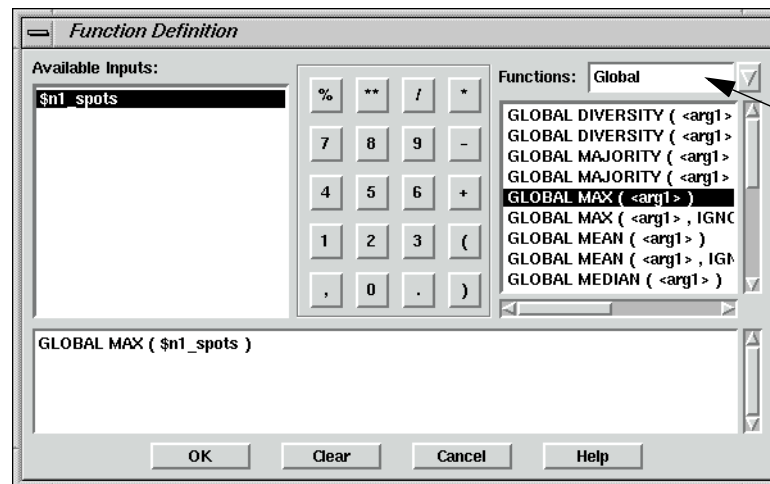 Function Definition
Available Inputs:
$n1_spots
% ** / *
7 8 9 -
4 5 6 +
1 2 3 (
, 0 . )
Functions: Global
GLOBAL DIVERSITY ( <arg1>
GLOBAL DIVERSITY ( <arg1>
GLOBAL MAJORITY ( <arg1>
GLOBAL MAJORITY ( <arg1>
GLOBAL MAX ( <arg1> )
GLOBAL MAX ( <arg1> , IGNO
GLOBAL MEAN ( <arg1> )
GLOBAL MEAN ( <arg1> , IGN
GLOBAL MEDIAN ( <arg1> )
GLOBAL MAX ( $n1_spots )
OK Clear Cancel Help